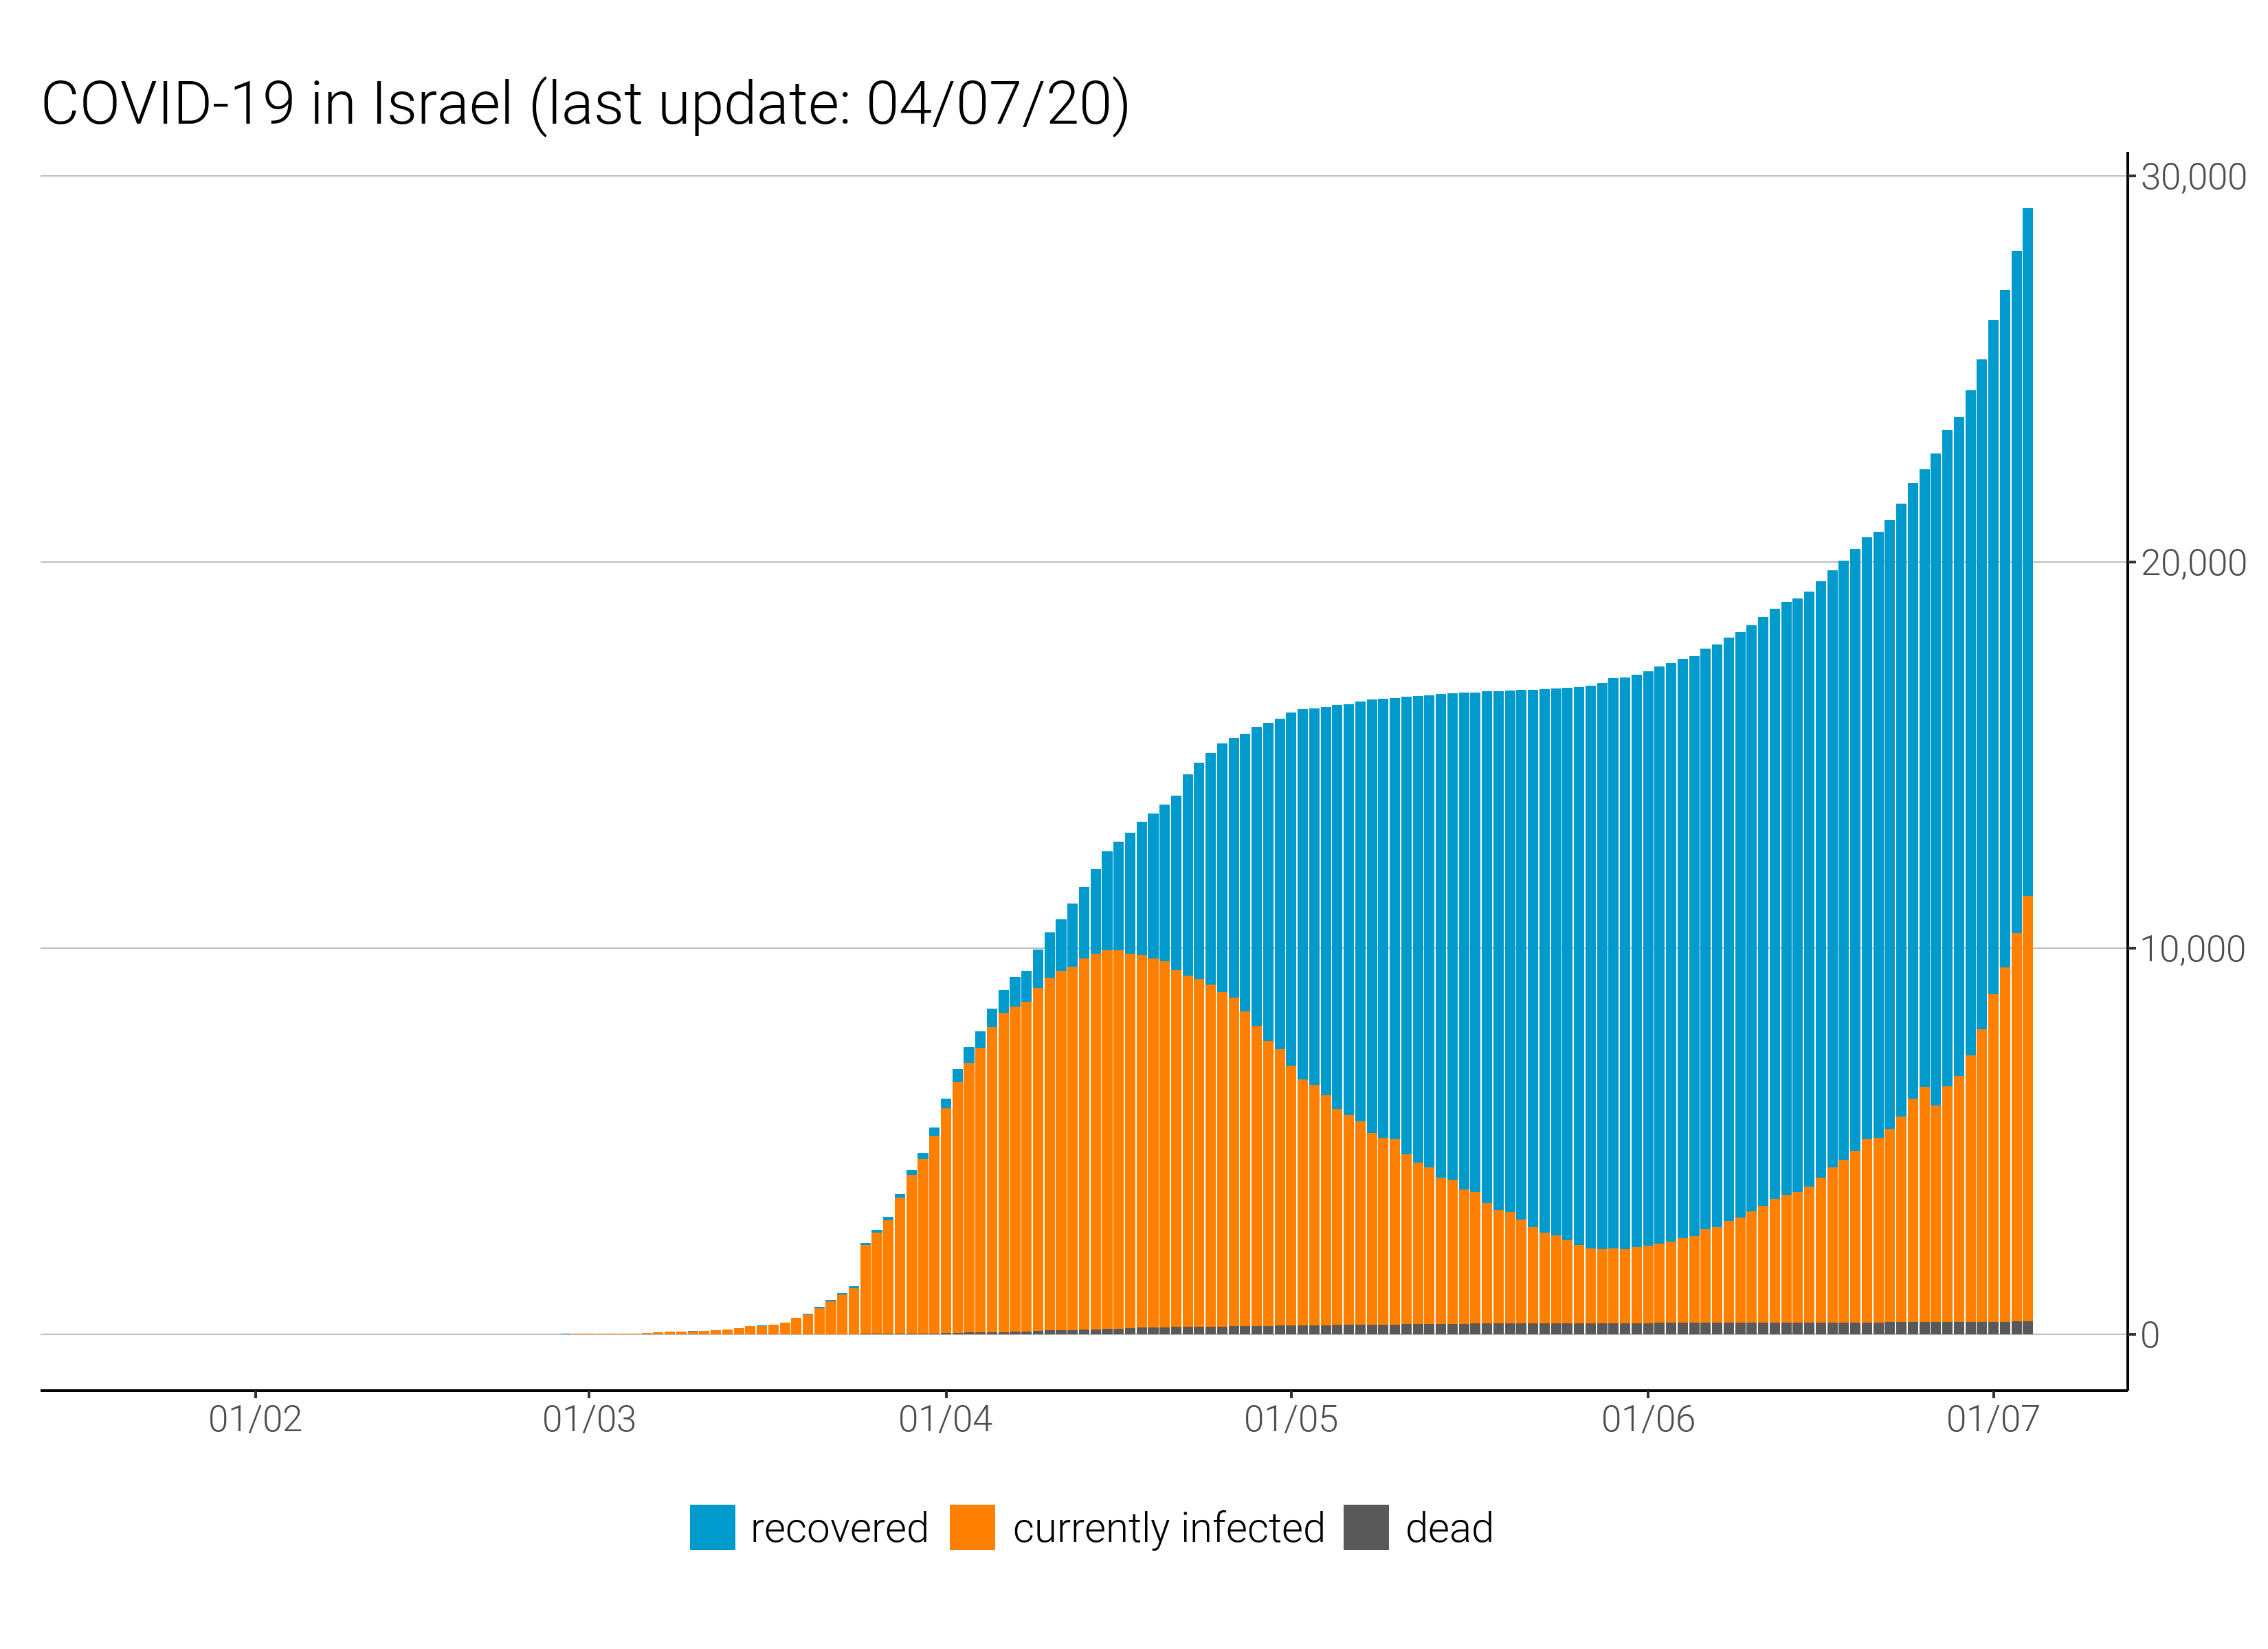 COVID-19 in Israel (last update: 04/07/20)
30,000
20,000
10,000
0
01/02 01/03 01/04 01/05 01/06 01/07
recovered currently infected dead